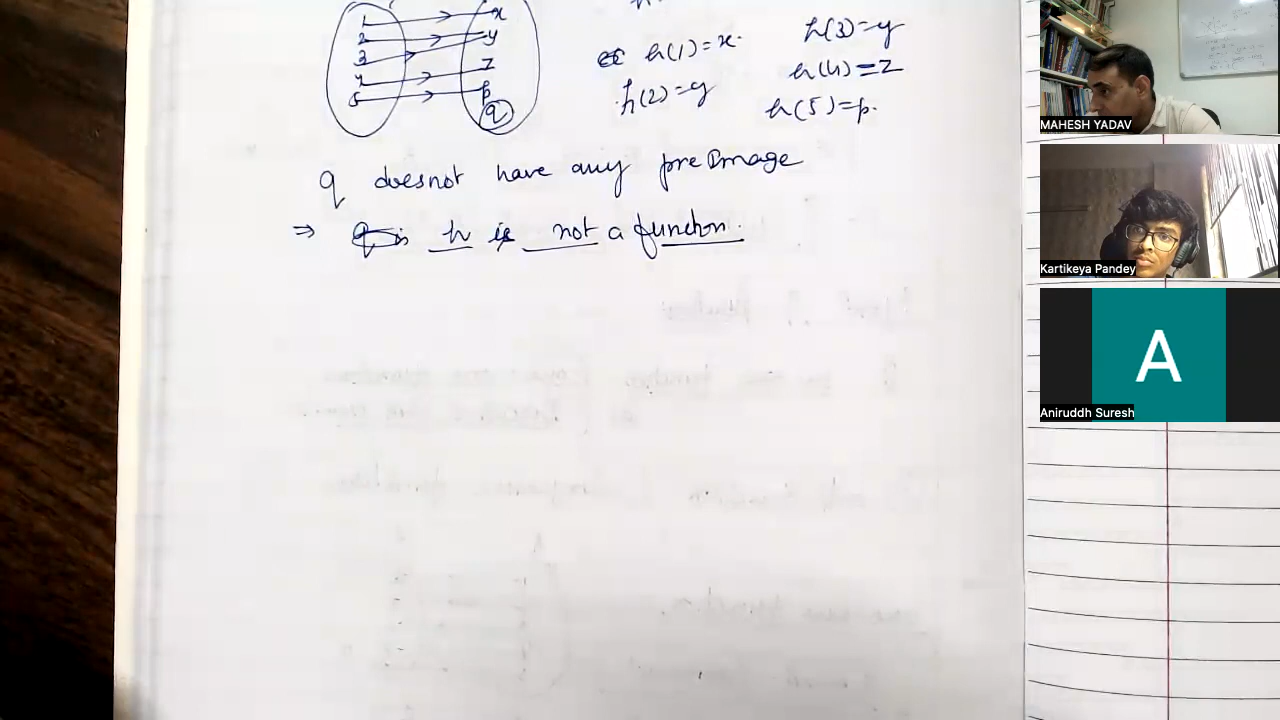 1 x
2 y
3 z
4 p
5 q
h(1)=x. h(3)=y
h(2)=y h(4)=z
h(5)=p.
q doesnot have any preimage
⇒ h is not a function.
MAHESH YADAV
Kartikeya Pandey
A
Aniruddh Suresh